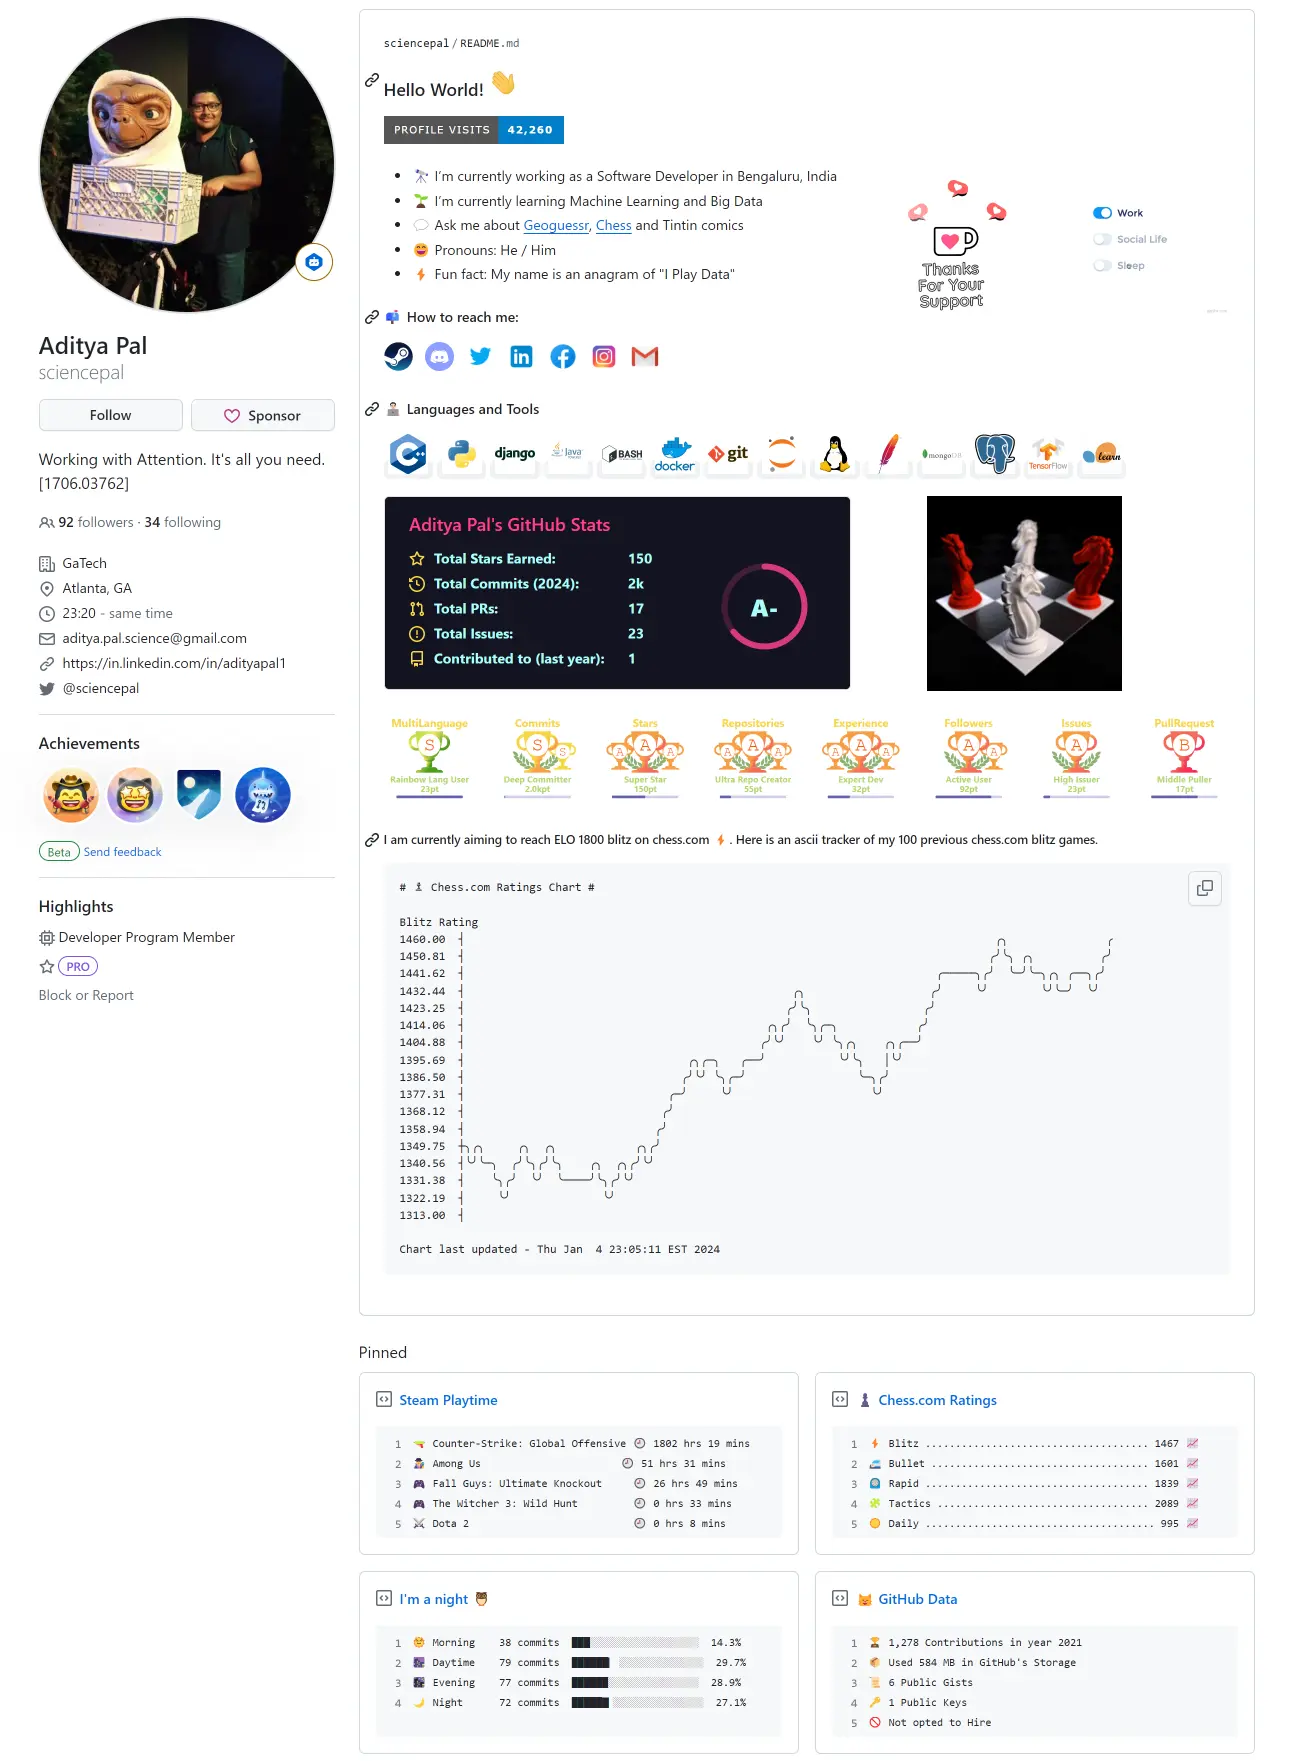 Aditya Pal
sciencepal
Follow
Sponsor
Working with Attention. It's all you need.
[1706.03762]
92 followers · 34 following
GaTech
Atlanta, GA
23:20 - same time
aditya.pal.science@gmail.com
https://in.linkedin.com/in/adityapal1
@sciencepal
Achievements
Beta Send feedback
Highlights
Developer Program Member
PRO
Block or Report
sciencepal/README.md
Hello World!
PROFILE VISITS 42,260
I'm currently working as a Software Developer in Bengaluru, India
I'm currently learning Machine Learning and Big Data
Ask me about Geoguessr, Chess and Tintin comics
Pronouns: He / Him
Fun fact: My name is an anagram of "I Play Data"
Thanks
For Your
Support
Work
Social Life
Sleep
How to reach me:
Languages and Tools
C++
django
Java
BASH
docker
git
mongoDB
TensorFlow
learn
Aditya Pal's GitHub Stats
Total Stars Earned: 150
Total Commits (2024): 2k
Total PRs: 17
Total Issues: 23
Contributed to (last year): 1
A-
MultiLanguage Commits Stars Repositories Experience Followers Issues PullRequest
S S S A A A A A A A A A A A A B
Rainbow Lang User Deep Committer Super Star Ultra Repo Creator Expert Dev Active User High Issuer Middle Puller
23pt 2.0kpt 150pt 55pt 32pt 92pt 23pt 17pt
I am currently aiming to reach ELO 1800 blitz on chess.com ⚡. Here is an ascii tracker of my 100 previous chess.com blitz games.
# ♟ Chess.com Ratings Chart #
Blitz Rating
1460.00
1450.81
1441.62
1432.44
1423.25
1414.06
1404.88
1395.69
1386.50
1377.31
1368.12
1358.94
1349.75
1340.56
1331.38
1322.19
1313.00
Chart last updated - Thu Jan  4 23:05:11 EST 2024
Pinned
Steam Playtime
1 Counter-Strike: Global Offensive 1802 hrs 19 mins
2 Among Us 51 hrs 31 mins
3 Fall Guys: Ultimate Knockout 26 hrs 49 mins
4 The Witcher 3: Wild Hunt 0 hrs 33 mins
5 Dota 2 0 hrs 8 mins
Chess.com Ratings
1 Blitz ..................................... 1467
2 Bullet .................................... 1601
3 Rapid ..................................... 1839
4 Tactics ................................... 2089
5 Daily ...................................... 995
I'm a night
1 Morning 38 commits 14.3%
2 Daytime 79 commits 29.7%
3 Evening 77 commits 28.9%
4 Night 72 commits 27.1%
GitHub Data
1 1,278 Contributions in year 2021
2 Used 584 MB in GitHub's Storage
3 6 Public Gists
4 1 Public Keys
5 Not opted to Hire